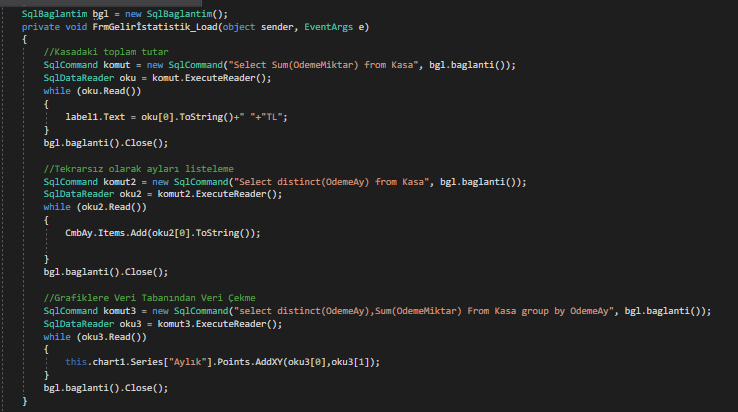 SqlBaglantim bgl = new SqlBaglantim();
private void FrmGelirİstatistik_Load(object sender, EventArgs e)
{
//Kasadaki toplam tutar
SqlCommand komut = new SqlCommand("Select Sum(OdemeMiktar) from Kasa", bgl.baglanti());
SqlDataReader oku = komut.ExecuteReader();
while (oku.Read())
{
label1.Text = oku[0].ToString()+" "+"TL";
}
bgl.baglanti().Close();
//Tekrarsız olarak ayları listeleme
SqlCommand komut2 = new SqlCommand("Select distinct(OdemeAy) from Kasa", bgl.baglanti());
SqlDataReader oku2 = komut2.ExecuteReader();
while (oku2.Read())
{
CmbAy.Items.Add(oku2[0].ToString());
}
bgl.baglanti().Close();
//Grafiklere Veri Tabanından Veri Çekme
SqlCommand komut3 = new SqlCommand("select distinct(OdemeAy),Sum(OdemeMiktar) From Kasa group by OdemeAy", bgl.baglanti());
SqlDataReader oku3 = komut3.ExecuteReader();
while (oku3.Read())
{
this.chart1.Series["Aylık"].Points.AddXY(oku3[0],oku3[1]);
}
bgl.baglanti().Close();
}